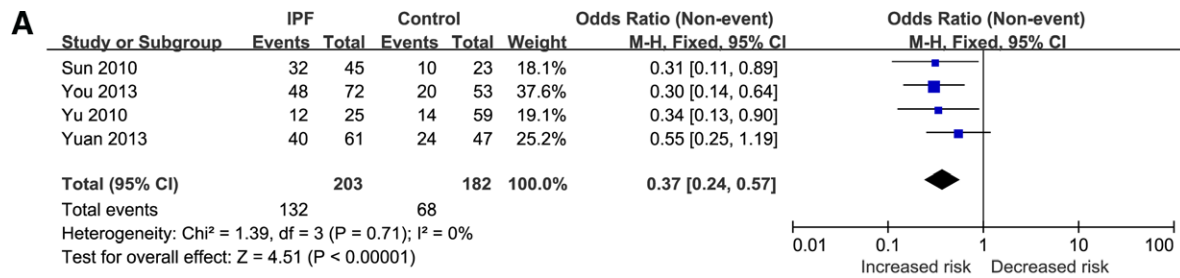 A
IPF Control Odds Ratio (Non-event) Odds Ratio (Non-event)
Study or Subgroup Events Total Events Total Weight M-H, Fixed, 95% CI M-H, Fixed, 95% CI
Sun 2010 32 45 10 23 18.1% 0.31 [0.11, 0.89]
You 2013 48 72 20 53 37.6% 0.30 [0.14, 0.64]
Yu 2010 12 25 14 59 19.1% 0.34 [0.13, 0.90]
Yuan 2013 40 61 24 47 25.2% 0.55 [0.25, 1.19]
Total (95% CI) 203 182 100.0% 0.37 [0.24, 0.57]
Total events 132 68
Heterogeneity: Chi² = 1.39, df = 3 (P = 0.71); I² = 0%
Test for overall effect: Z = 4.51 (P < 0.00001)
0.01 0.1 1 10 100
Increased risk Decreased risk